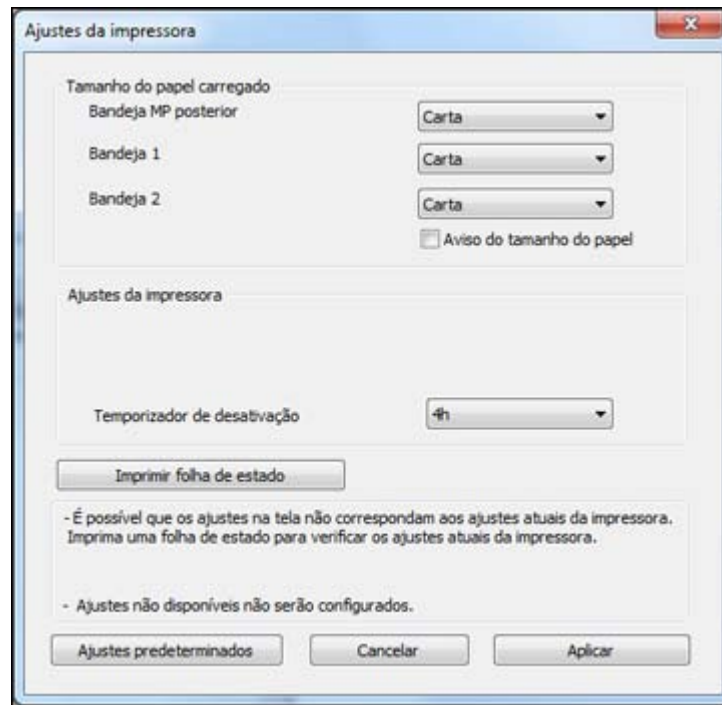 Ajustes da impressora
Tamanho do papel carregado
Bandeja MP posterior Carta
Bandeja 1 Carta
Bandeja 2 Carta
Aviso do tamanho do papel
Ajustes da impressora
Temporizador de desativação 4h
Imprimir folha de estado
- É possível que os ajustes na tela não correspondam aos ajustes atuais da impressora.
Imprima uma folha de estado para verificar os ajustes atuais da impressora.
- Ajustes não disponíveis não serão configurados.
Ajustes predeterminados Cancelar Aplicar